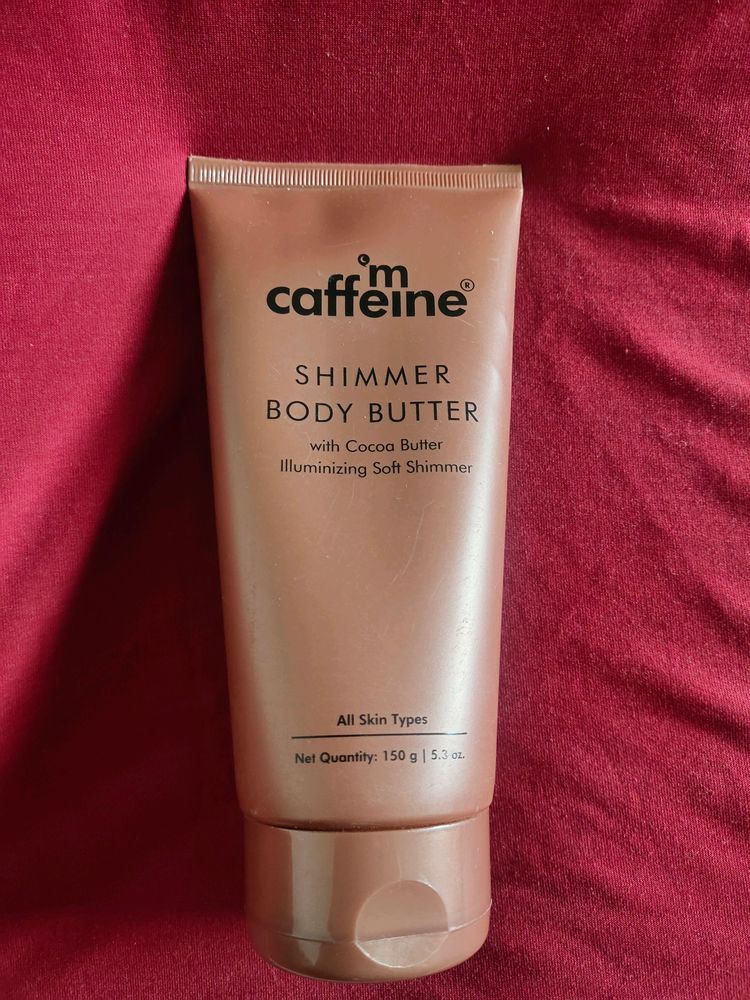 'm
caffeine®
SHIMMER
BODY BUTTER
with Cocoa Butter
Illuminizing Soft Shimmer
All Skin Types
Net Quantity: 150 g | 5.3 oz.